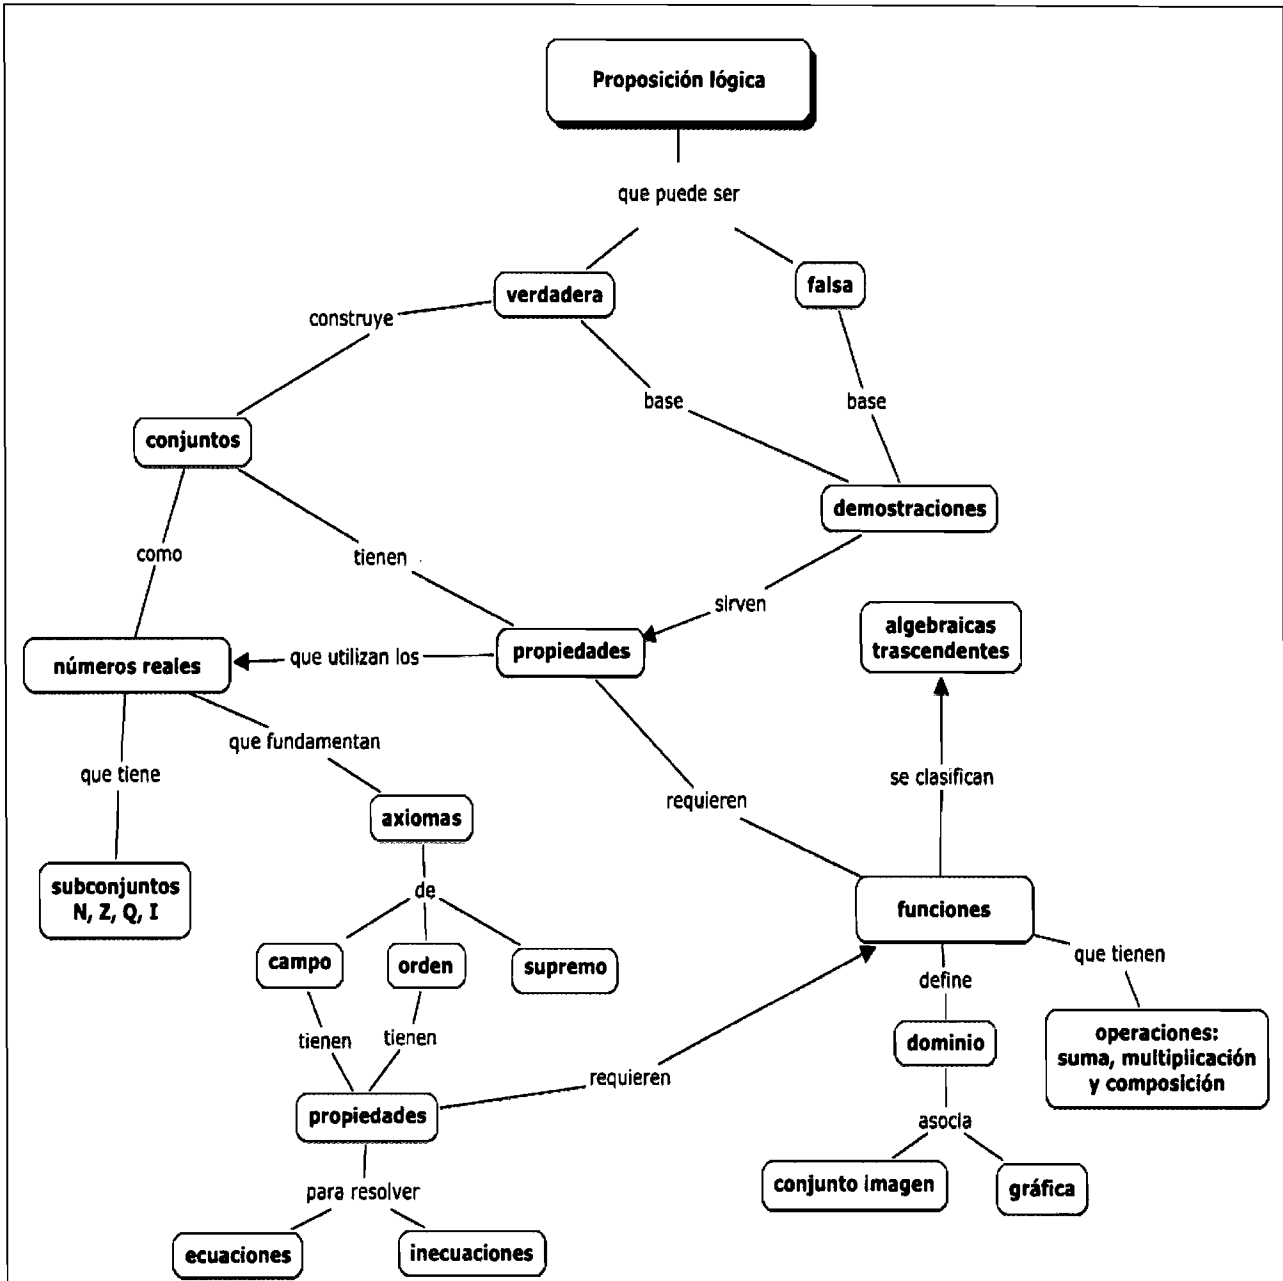 Proposición lógica
que puede ser
verdadera
falsa
construye
base
base
conjuntos
demostraciones
como
tienen
sirven
algebraicas
trascendentes
números reales
que utilizan los
propiedades
que fundamentan
que tiene
se clasifican
requieren
axiomas
subconjuntos
N, Z, Q, I
de
funciones
campo
orden
supremo
define
que tienen
tienen
tienen
dominio
operaciones:
suma, multiplicación
y composición
requieren
propiedades
asocia
para resolver
conjunto imagen
gráfica
ecuaciones
inecuaciones